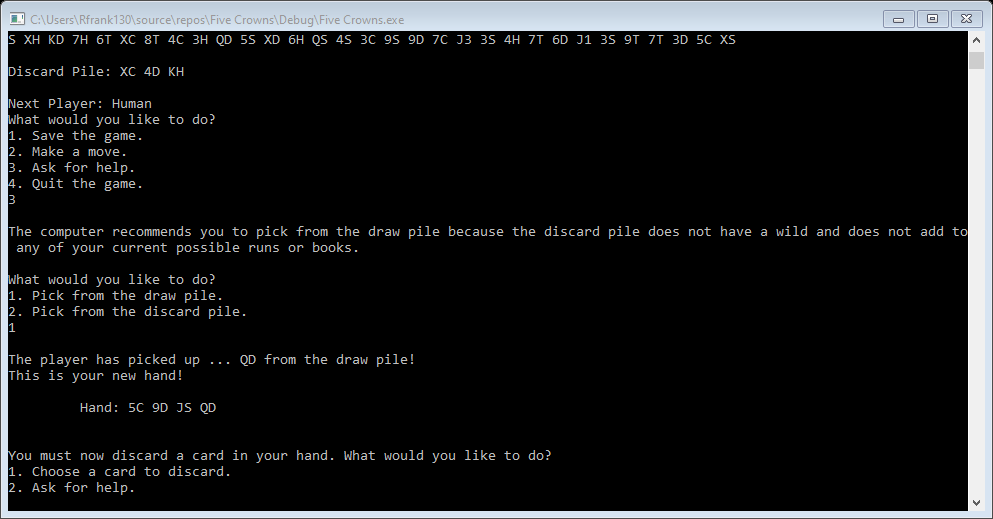 C:\Users\Rfrank130\source\repos\Five Crowns\Debug\Five Crowns.exe
S XH KD 7H 6T XC 8T 4C 3H QD 5S XD 6H QS 4S 3C 9S 9D 7C J3 3S 4H 7T 6D J1 3S 9T 7T 3D 5C XS
Discard Pile: XC 4D KH
Next Player: Human
What would you like to do?
1. Save the game.
2. Make a move.
3. Ask for help.
4. Quit the game.
3
The computer recommends you to pick from the draw pile because the discard pile does not have a wild and does not add to
any of your current possible runs or books.
What would you like to do?
1. Pick from the draw pile.
2. Pick from the discard pile.
1
The player has picked up ... QD from the draw pile!
This is your new hand!
Hand: 5C 9D JS QD
You must now discard a card in your hand. What would you like to do?
1. Choose a card to discard.
2. Ask for help.